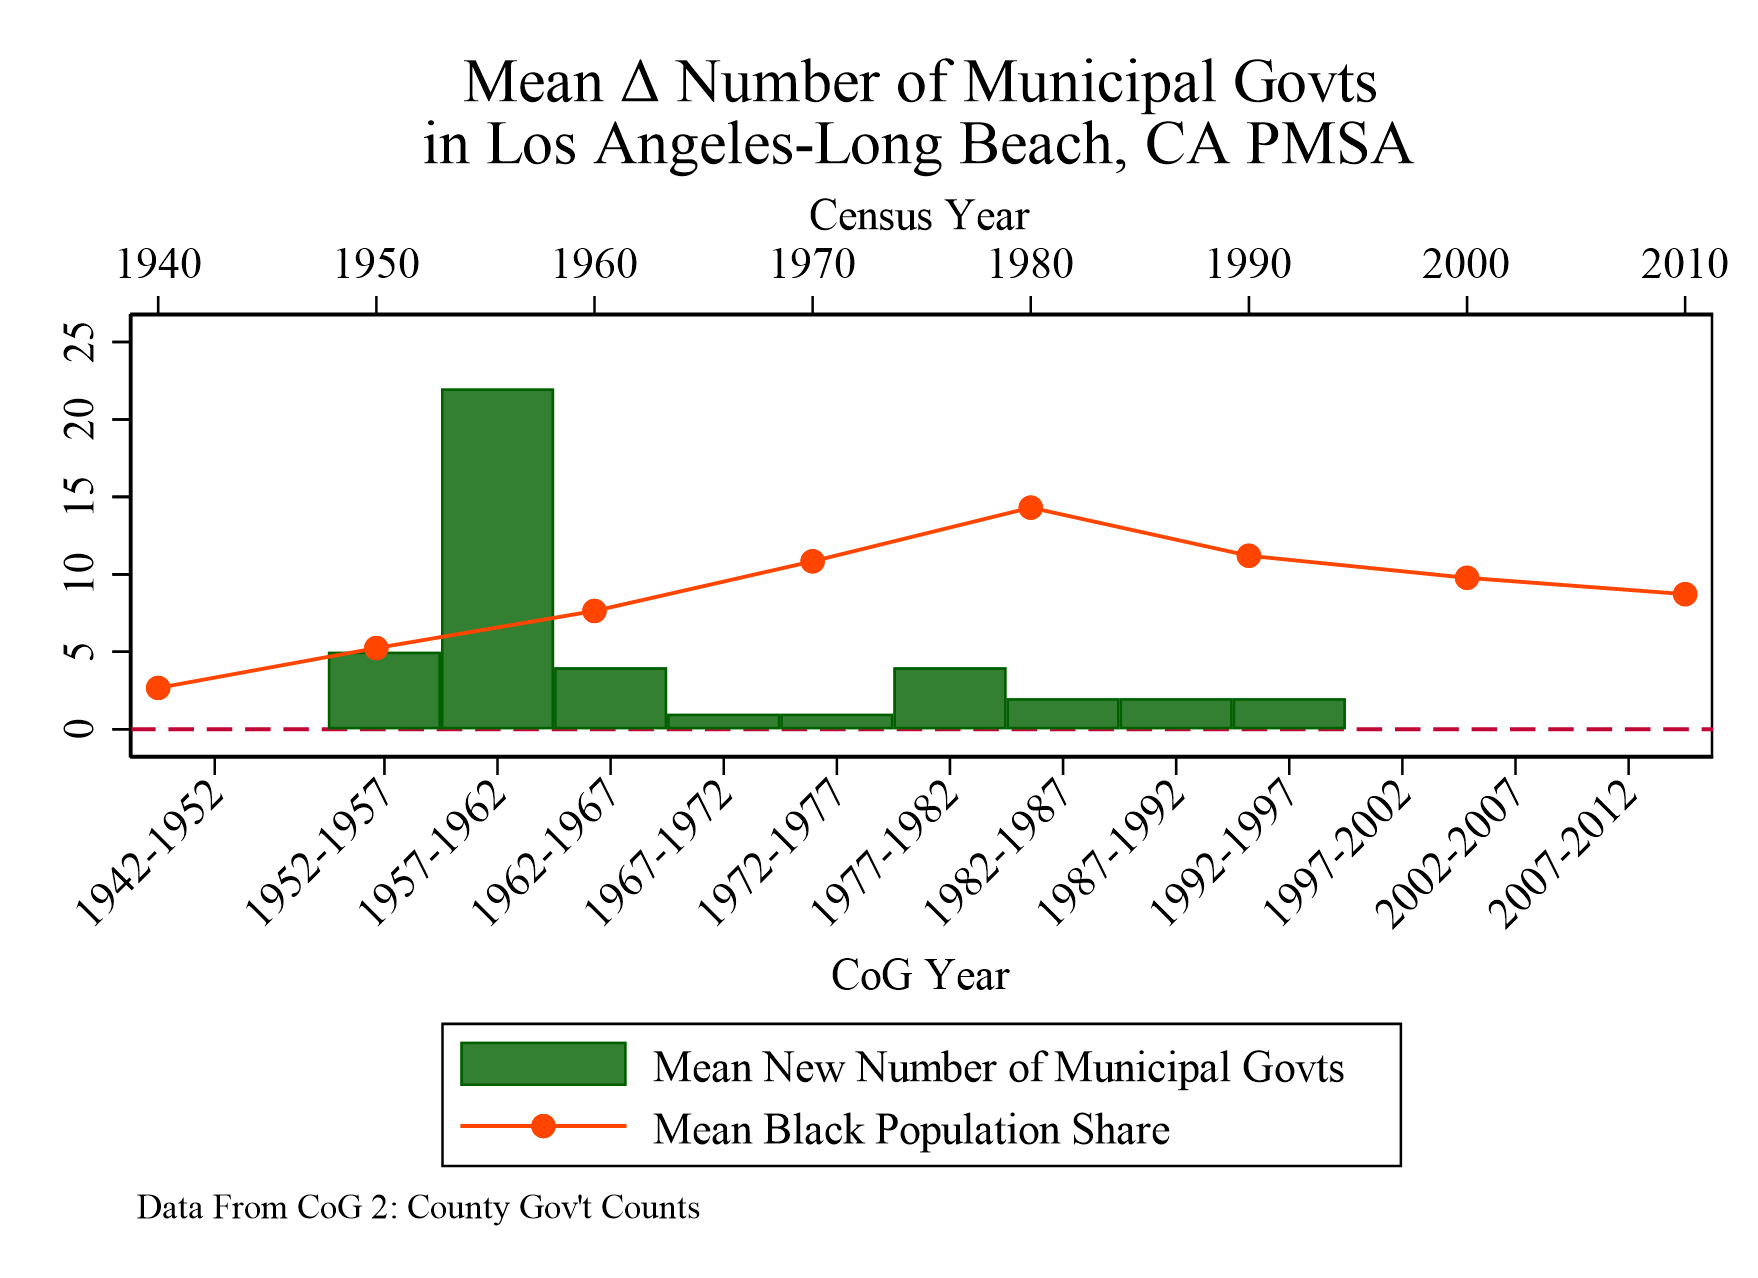 Mean Δ Number of Municipal Govts
in Los Angeles-Long Beach, CA PMSA
Census Year
1940 1950 1960 1970 1980 1990 2000 2010
25
20
15
10
5
0
1942-1952 1952-1957 1957-1962 1962-1967 1967-1972 1972-1977 1977-1982 1982-1987 1987-1992 1992-1997 1997-2002 2002-2007 2007-2012
CoG Year
Mean New Number of Municipal Govts
Mean Black Population Share
Data From CoG 2: County Gov't Counts